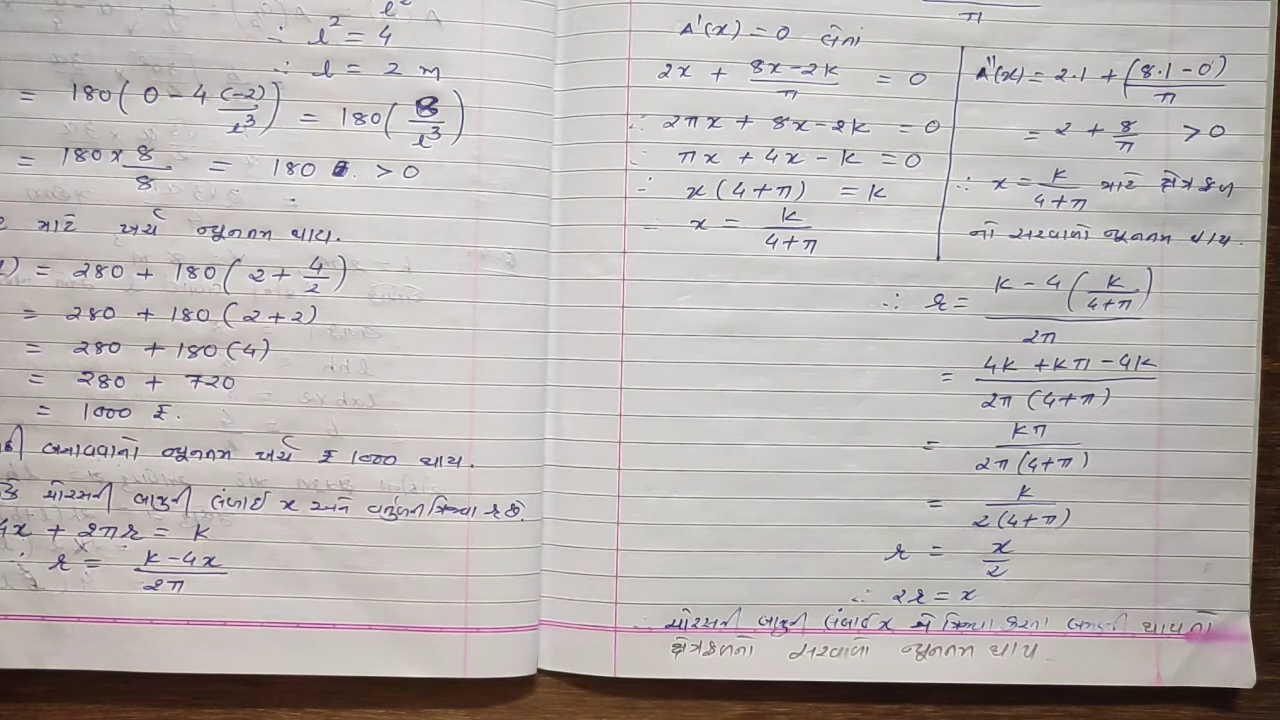 l²
∴ l² = 4
∴ l = 2 m
= 180(0 - 4 (-2)/l³) = 180(8/l³)
= 180 × 8/8 = 180 > 0
માટે ખર્ચ ન્યૂનતમ થાય.
= 280 + 180(2 + 4/2)
= 280 + 180(2+2)
= 280 + 180(4)
= 280 + 720
= 1000 ₹.
બનાવવાનો ન્યૂનતમ ખર્ચ ₹ 1000 થાય.
કે ચોરસની બાજુની લંબાઈ x અને વર્તુળની ત્રિજ્યા r છે.
4x + 2πr = k
∴ r = (k - 4x)/2π
π
A'(x) = 0 લેતાં
2x + (8x - 2k)/π = 0
∴ 2πx + 8x - 2k = 0
∴ πx + 4x - k = 0
∴ x(4+π) = k
∴ x = k/(4+π)
A''(x) = 2·1 + (8·1 - 0)/π
= 2 + 8/π > 0
∴ x = k/(4+π) માટે ક્ષેત્રફળ
નો સરવાળો ન્યૂનતમ થાય.
∴ r = (k - 4(k/(4+π)))/2π
= (4k + kπ - 4k)/2π(4+π)
= kπ/2π(4+π)
= k/2(4+π)
r = x/2
∴ 2r = x
∴ ચોરસની બાજુની લંબાઈ x એ ત્રિજ્યા કરતા બમણી થાય તો
ક્ષેત્રફળનો સરવાળો ન્યૂનતમ થાય.